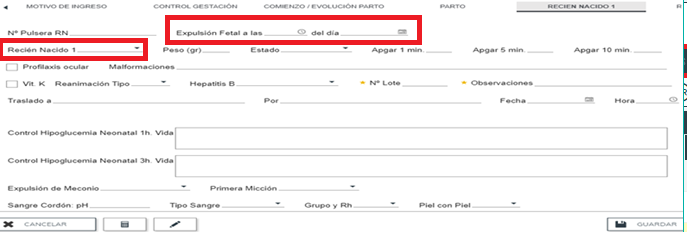 MOTIVO DE INGRESO CONTROL GESTACIÓN COMIENZO / EVOLUCIÓN PARTO PARTO RECIEN NACIDO 1 R
Nº Pulsera RN Expulsión Fetal a las del día
Recién Nacido 1 Peso (gr) Estado Apgar 1 min. Apgar 5 min. Apgar 10 min.
Profilaxis ocular Malformaciones
Vit. K Reanimación Tipo Hepatitis B Nº Lote Observaciones
Traslado a Por Fecha Hora
Control Hipoglucemia Neonatal 1h. Vida
Control Hipoglucemia Neonatal 3h. Vida
Expulsión de Meconio Primera Micción
Sangre Cordón: pH Tipo Sangre Grupo y Rh Piel con Piel
CANCELAR GUARDAR